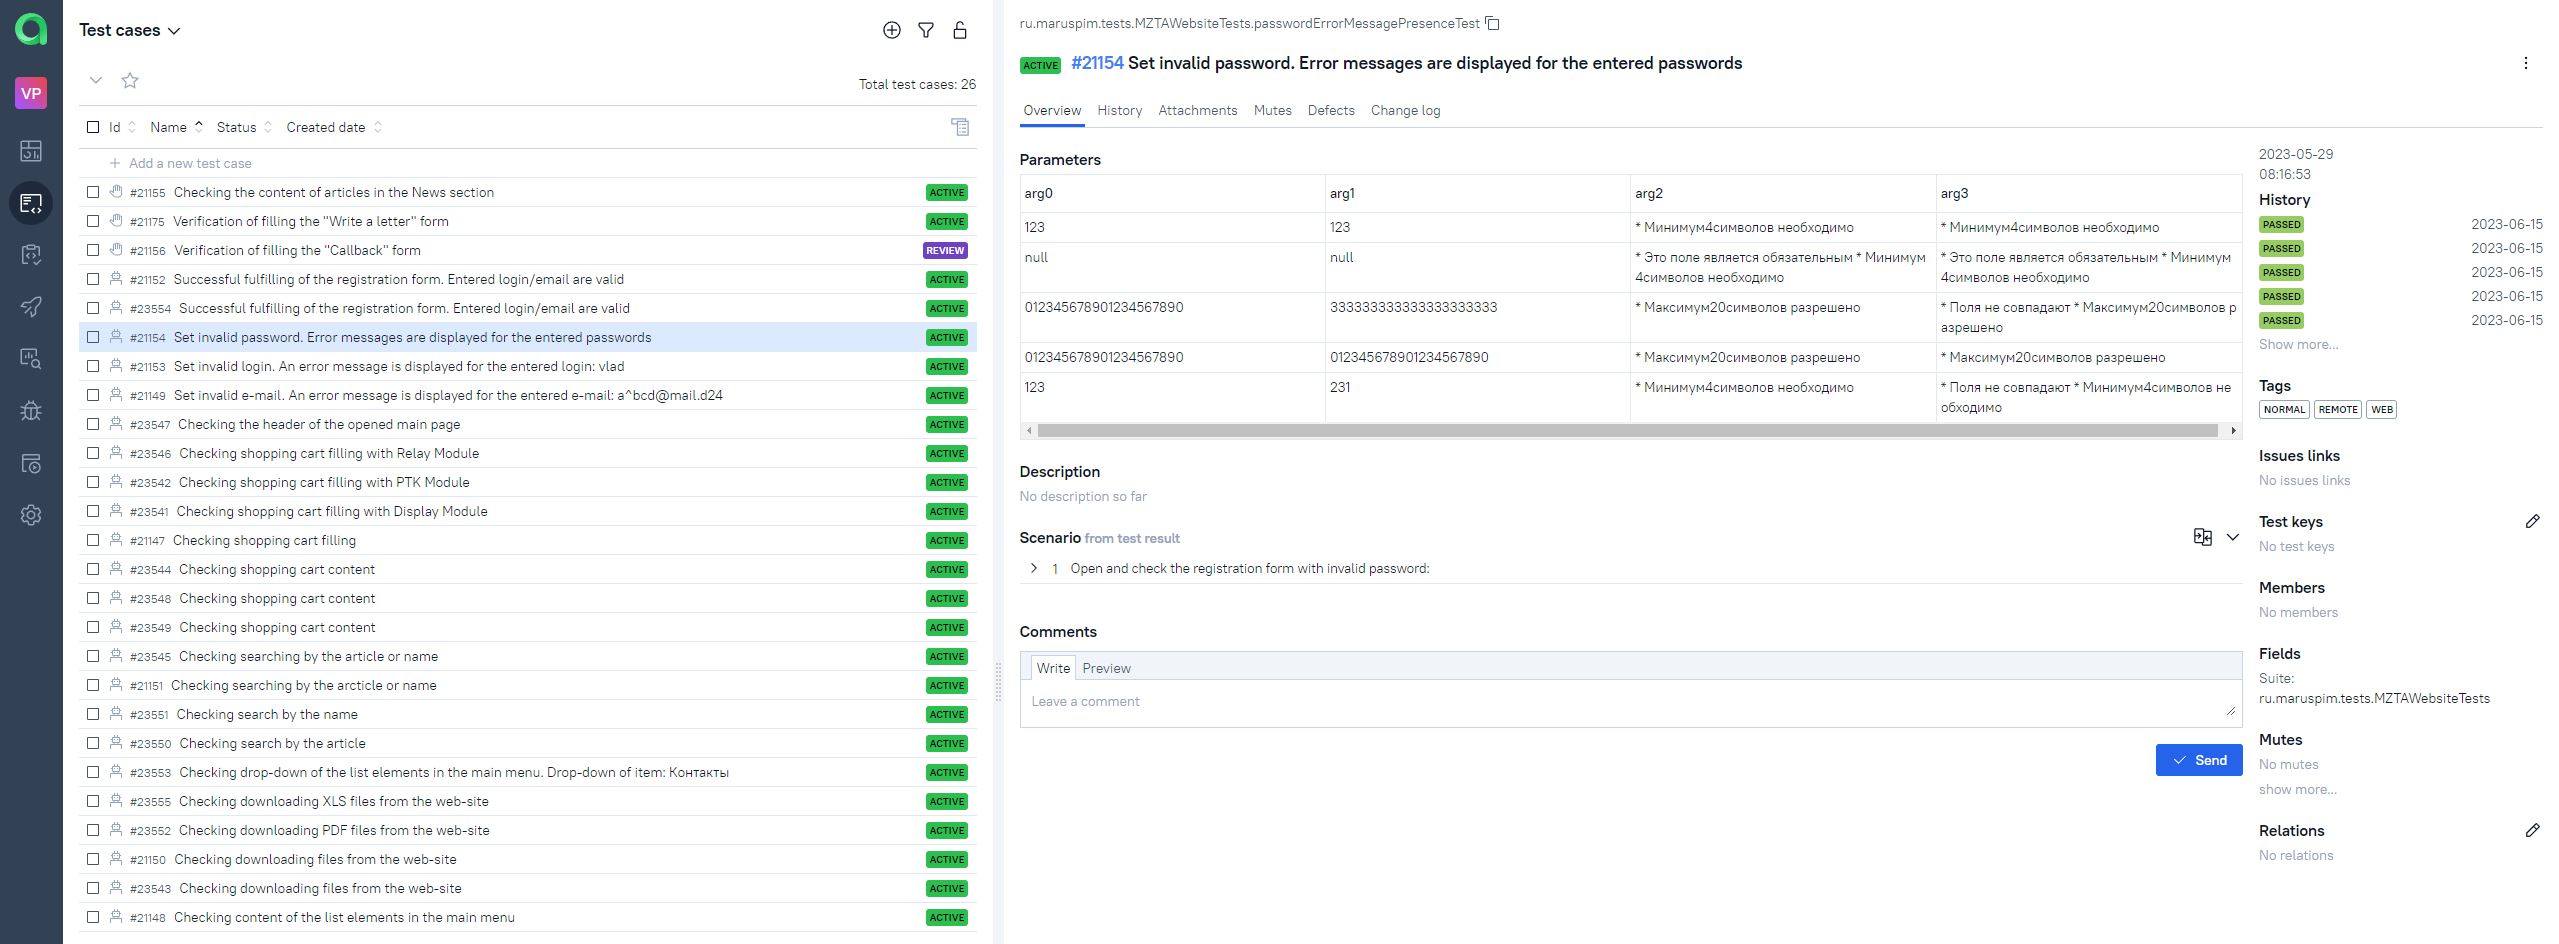 VP
Test cases
Total test cases: 26
Id Name Status Created date
+ Add a new test case
#21155 Checking the content of articles in the News section ACTIVE
#21175 Verification of filling the "Write a letter" form ACTIVE
#21156 Verification of filling the "Callback" form REVIEW
#21152 Successful fulfilling of the registration form. Entered login/email are valid ACTIVE
#23554 Successful fulfilling of the registration form. Entered login/email are valid ACTIVE
#21154 Set invalid password. Error messages are displayed for the entered passwords ACTIVE
#21153 Set invalid login. An error message is displayed for the entered login: vlad ACTIVE
#21149 Set invalid e-mail. An error message is displayed for the entered e-mail: a^bcd@mail.d24 ACTIVE
#23547 Checking the header of the opened main page ACTIVE
#23546 Checking shopping cart filling with Relay Module ACTIVE
#23542 Checking shopping cart filling with PTK Module ACTIVE
#23541 Checking shopping cart filling with Display Module ACTIVE
#21147 Checking shopping cart filling ACTIVE
#23544 Checking shopping cart content ACTIVE
#23548 Checking shopping cart content ACTIVE
#23549 Checking shopping cart content ACTIVE
#23545 Checking searching by the article or name ACTIVE
#21151 Checking searching by the arcticle or name ACTIVE
#23551 Checking search by the name ACTIVE
#23550 Checking search by the article ACTIVE
#23553 Checking drop-down of the list elements in the main menu. Drop-down of item: Контакты ACTIVE
#23555 Checking downloading XLS files from the web-site ACTIVE
#23552 Checking downloading PDF files from the web-site ACTIVE
#21150 Checking downloading files from the web-site ACTIVE
#23543 Checking downloading files from the web-site ACTIVE
#21148 Checking content of the list elements in the main menu ACTIVE
ru.maruspim.tests.MZTAWebsiteTests.passwordErrorMessagePresenceTest
ACTIVE #21154 Set invalid password. Error messages are displayed for the entered passwords
Overview History Attachments Mutes Defects Change log
Parameters
arg0 arg1 arg2 arg3
123 123 * Минимум4символов необходимо * Минимум4символов необходимо
null null * Это поле является обязательным * Минимум * Это поле является обязательным * Минимум
4символов необходимо 4символов необходимо
012345678901234567890 333333333333333333333 * Максимум20символов разрешено * Поля не совпадают * Максимум20символов р
азрешено
012345678901234567890 012345678901234567890 * Максимум20символов разрешено * Максимум20символов разрешено
123 231 * Минимум4символов необходимо * Поля не совпадают * Минимум4символов не
обходимо
Description
No description so far
Scenario from test result
1 Open and check the registration form with invalid password:
Comments
Write Preview
Leave a comment
Send
2023-05-29
08:16:53
History
PASSED 2023-06-15
PASSED 2023-06-15
PASSED 2023-06-15
PASSED 2023-06-15
PASSED 2023-06-15
Show more...
Tags
NORMAL REMOTE WEB
Issues links
No issues links
Test keys
No test keys
Members
No members
Fields
Suite:
ru.maruspim.tests.MZTAWebsiteTests
Mutes
No mutes
show more...
Relations
No relations